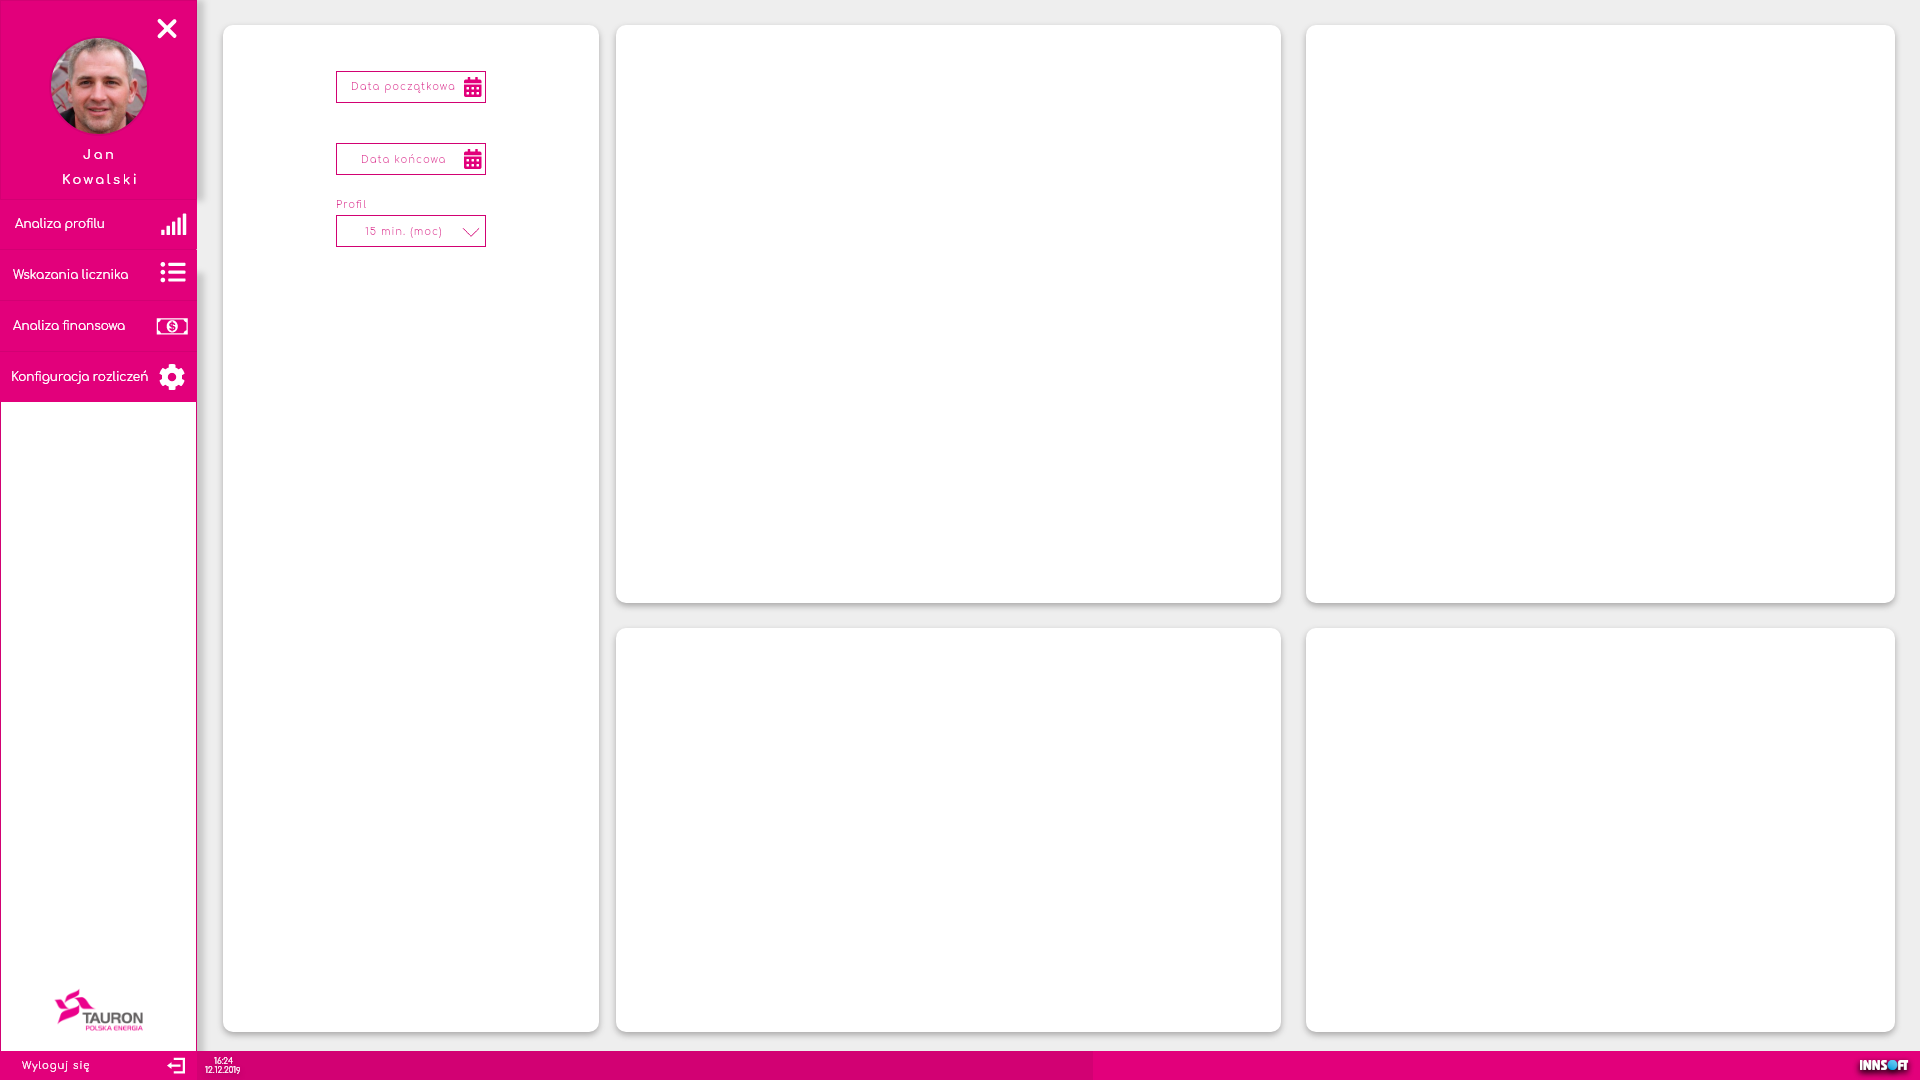 Jan
Kowalski
Analiza profilu
Wskazania licznika
Analiza finansowa
Konfiguracja rozliczeń
TAURON
POLSKA ENERGIA
Wyloguj się
Data początkowa
Data końcowa
Profil
15 min. (moc)
16:24
12.12.2019
INNSOFT